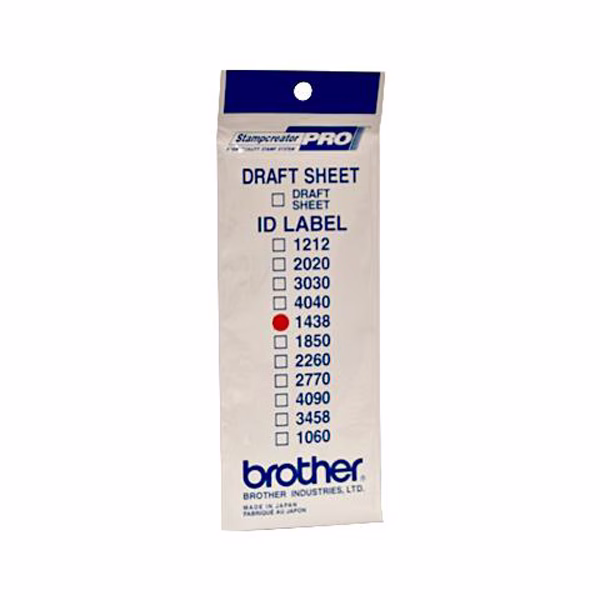 Stampcreator PRO
DRAFT SHEET
DRAFT
SHEET
ID LABEL
1212
2020
3030
4040
1438
1850
2260
2770
4090
3458
1060
brother®
BROTHER INDUSTRIES, LTD.
MADE IN JAPAN
FABRIQUÉ AU JAPON